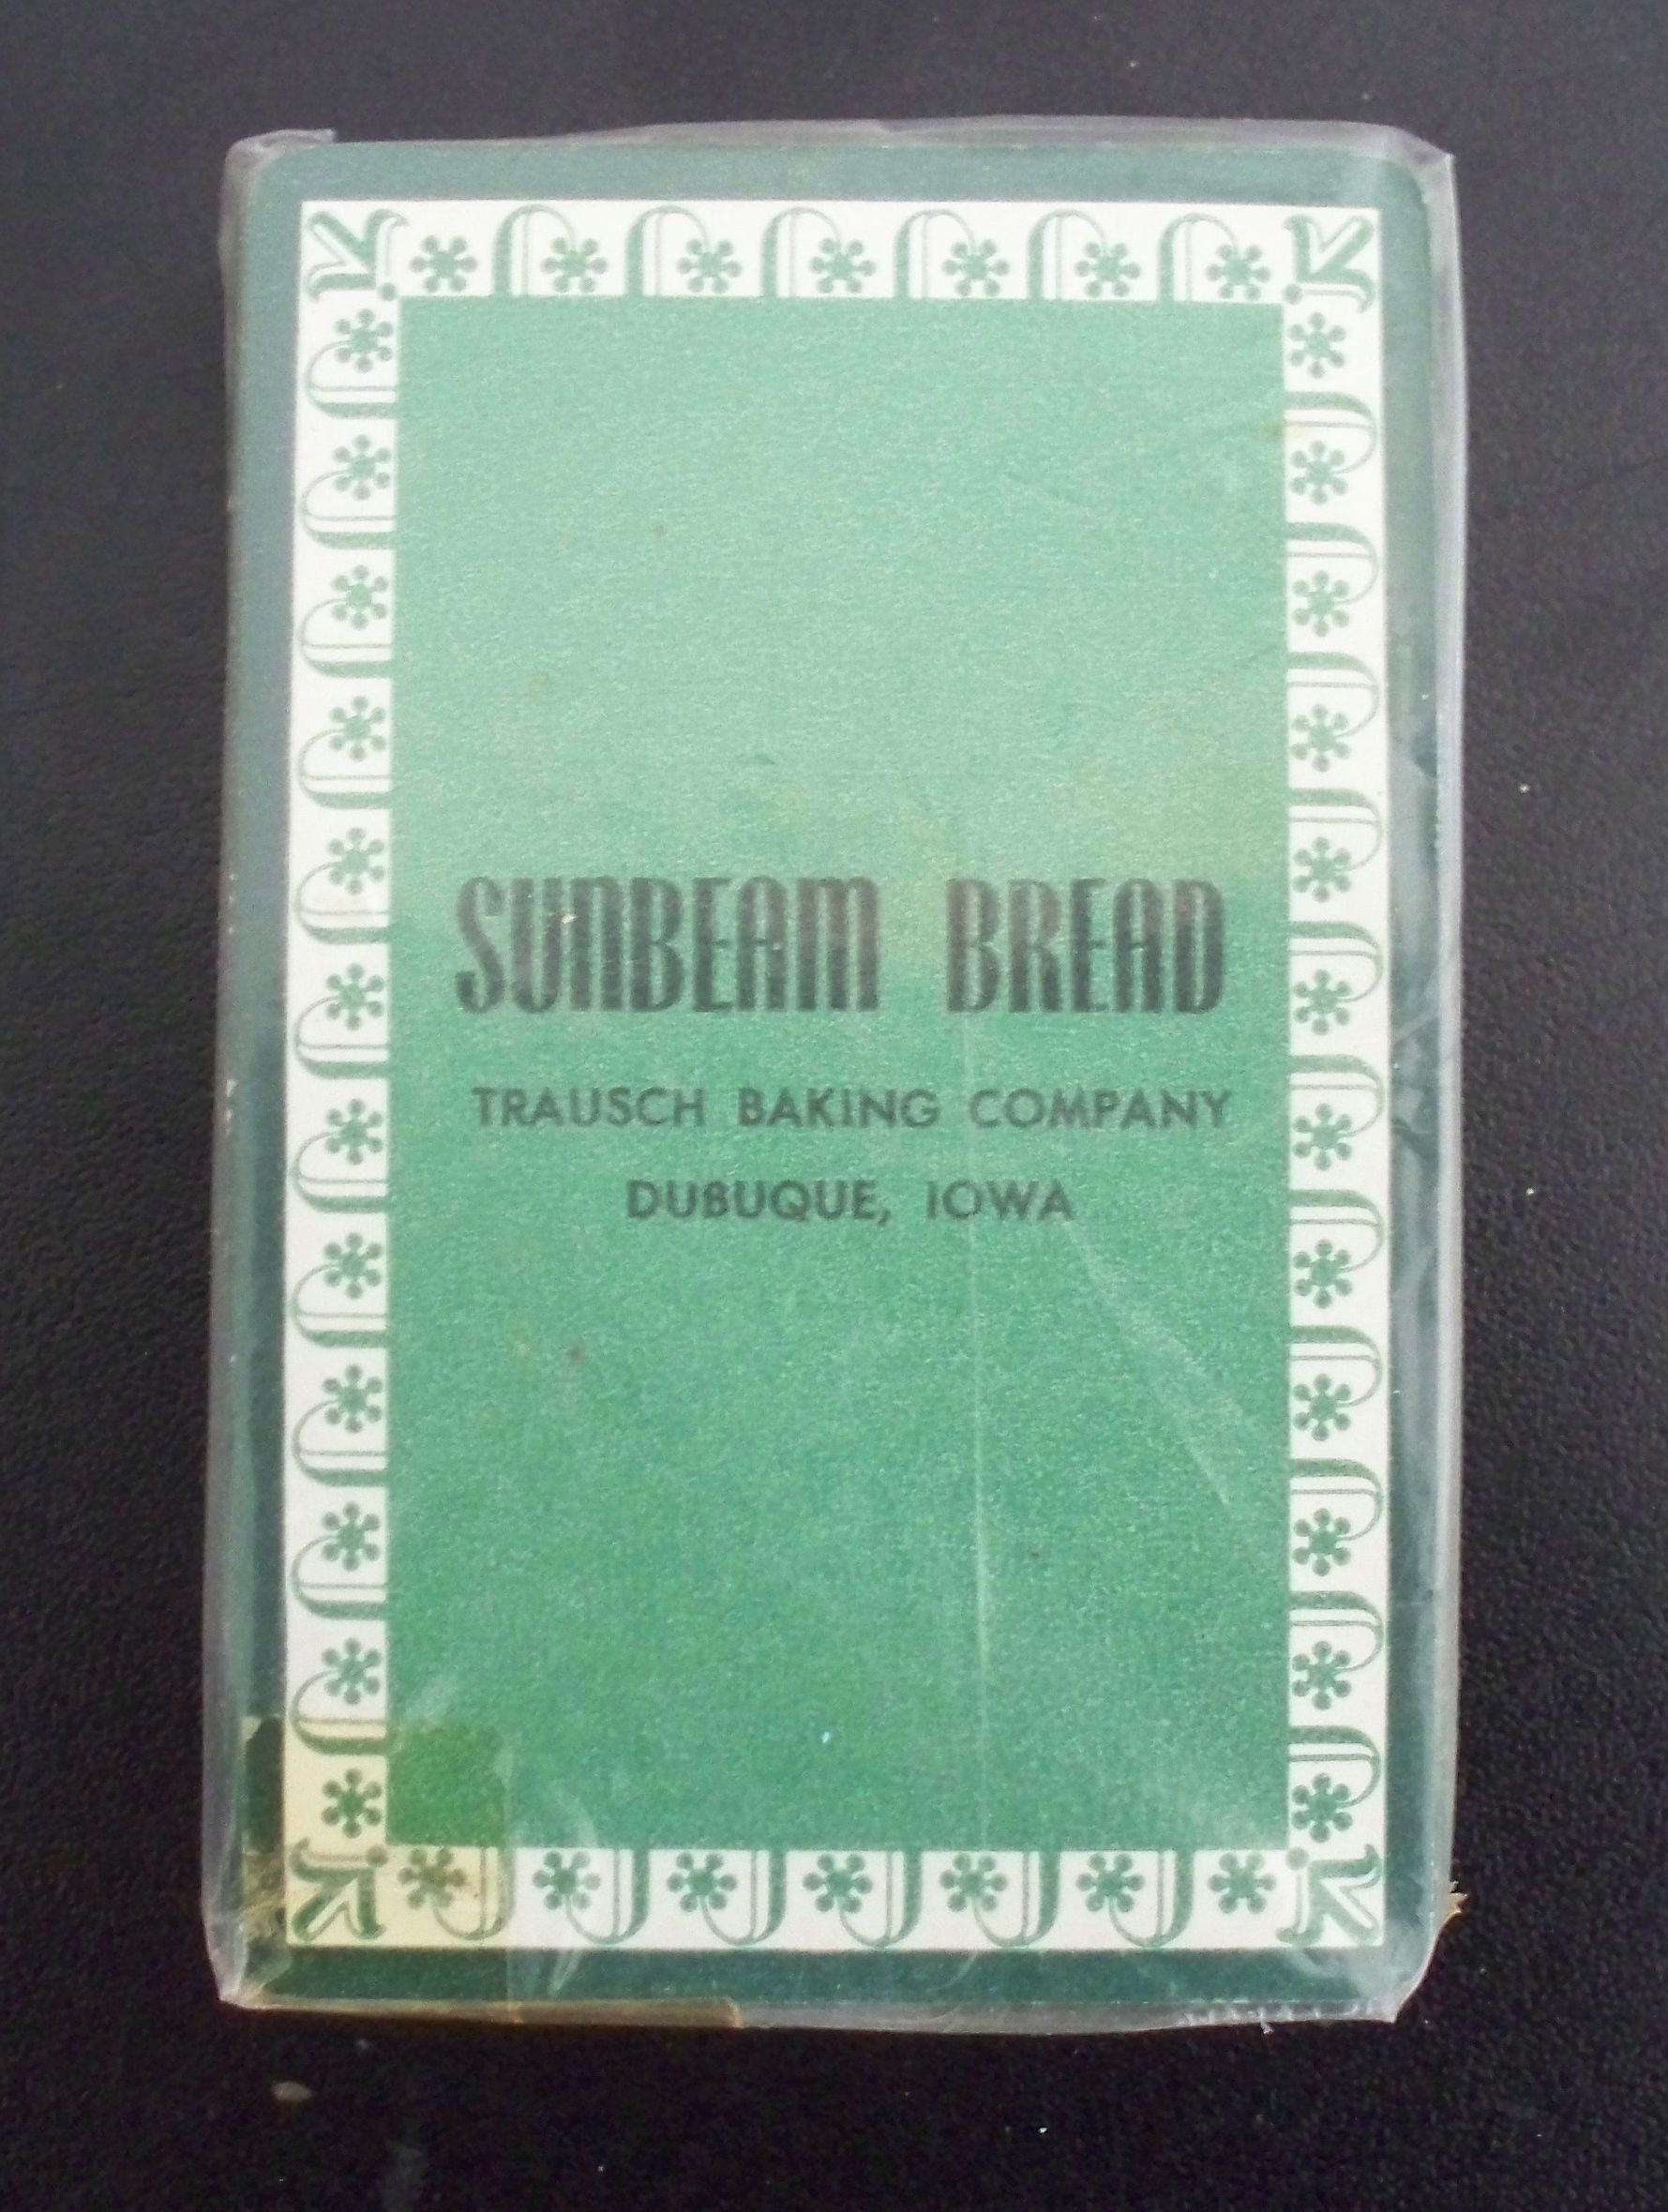 SUNBEAM BREAD
TRAUSCH BAKING COMPANY
DUBUQUE, IOWA